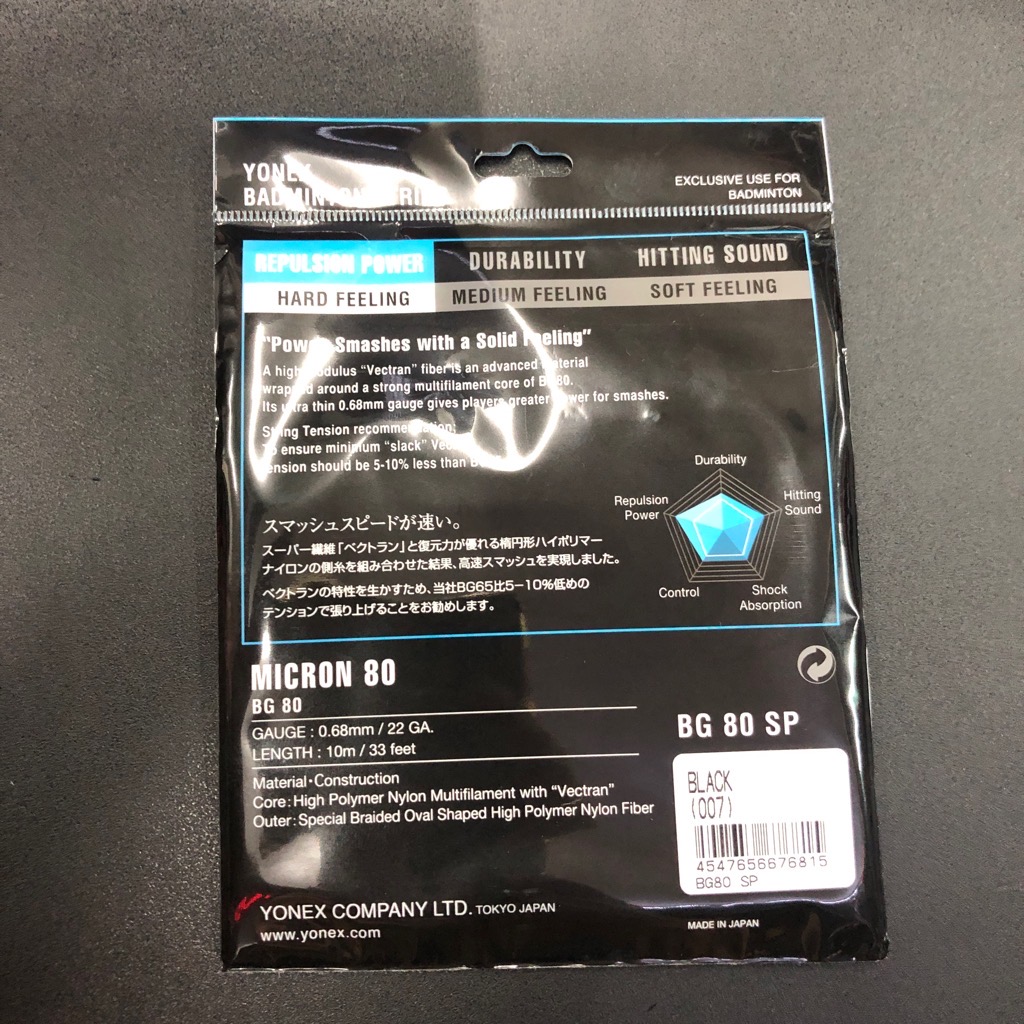 YONEX
BADMINTON
EXCLUSIVE USE FOR
BADMINTON
REPULSION POWER
DURABILITY
HITTING SOUND
HARD FEELING
MEDIUM FEELING
SOFT FEELING
Smashes with a Solid
A high "Vectran" fiber is an advanced
around a strong multifilament core of
Its thin 0.68mm gauge gives players greater for smashes.
String Tension
ensure minimum "slack"
should be 5-10% less than
スマッシュスピードが速い。
スーパー繊維「ベクトラン」と復元力が優れる楕円形ハイポリマー
ナイロンの側糸を組み合わせた結果、高速スマッシュを実現しました。
ベクトランの特性を生かすため、当社BG65比5−10%低めの
テンションで張り上げることをお勧めします。
Durability
Repulsion
Power
Hitting
Sound
Control
Shock
Absorption
MICRON 80
BG 80
GAUGE : 0.68mm / 22 GA.
LENGTH : 10m / 33 feet
Material・Construction
Core:High Polymer Nylon Multifilament with "Vectran"
Outer:Special Braided Oval Shaped High Polymer Nylon Fiber
BG 80 SP
BLACK
(007)
4547656676815
BG80 SP
YONEX COMPANY LTD. TOKYO JAPAN
www.yonex.com
MADE IN JAPAN